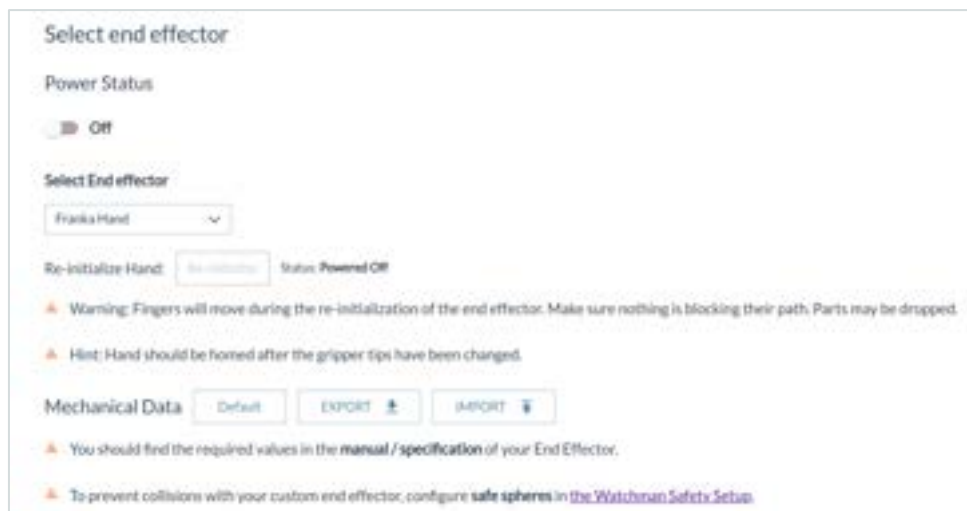 Select end effector
Power Status
Off
Select End effector
Franka Hand
Re-initialize Hand: Re-initialize Status: Powered Off
Warning: Fingers will move during the re-initialization of the end effector. Make sure nothing is blocking their path. Parts may be dropped.
Hint: Hand should be homed after the gripper tips have been changed.
Mechanical Data Default EXPORT IMPORT
You should find the required values in the manual / specification of your End Effector.
To prevent collisions with your custom end effector, configure safe spheres in the Watchman Safety Setup.